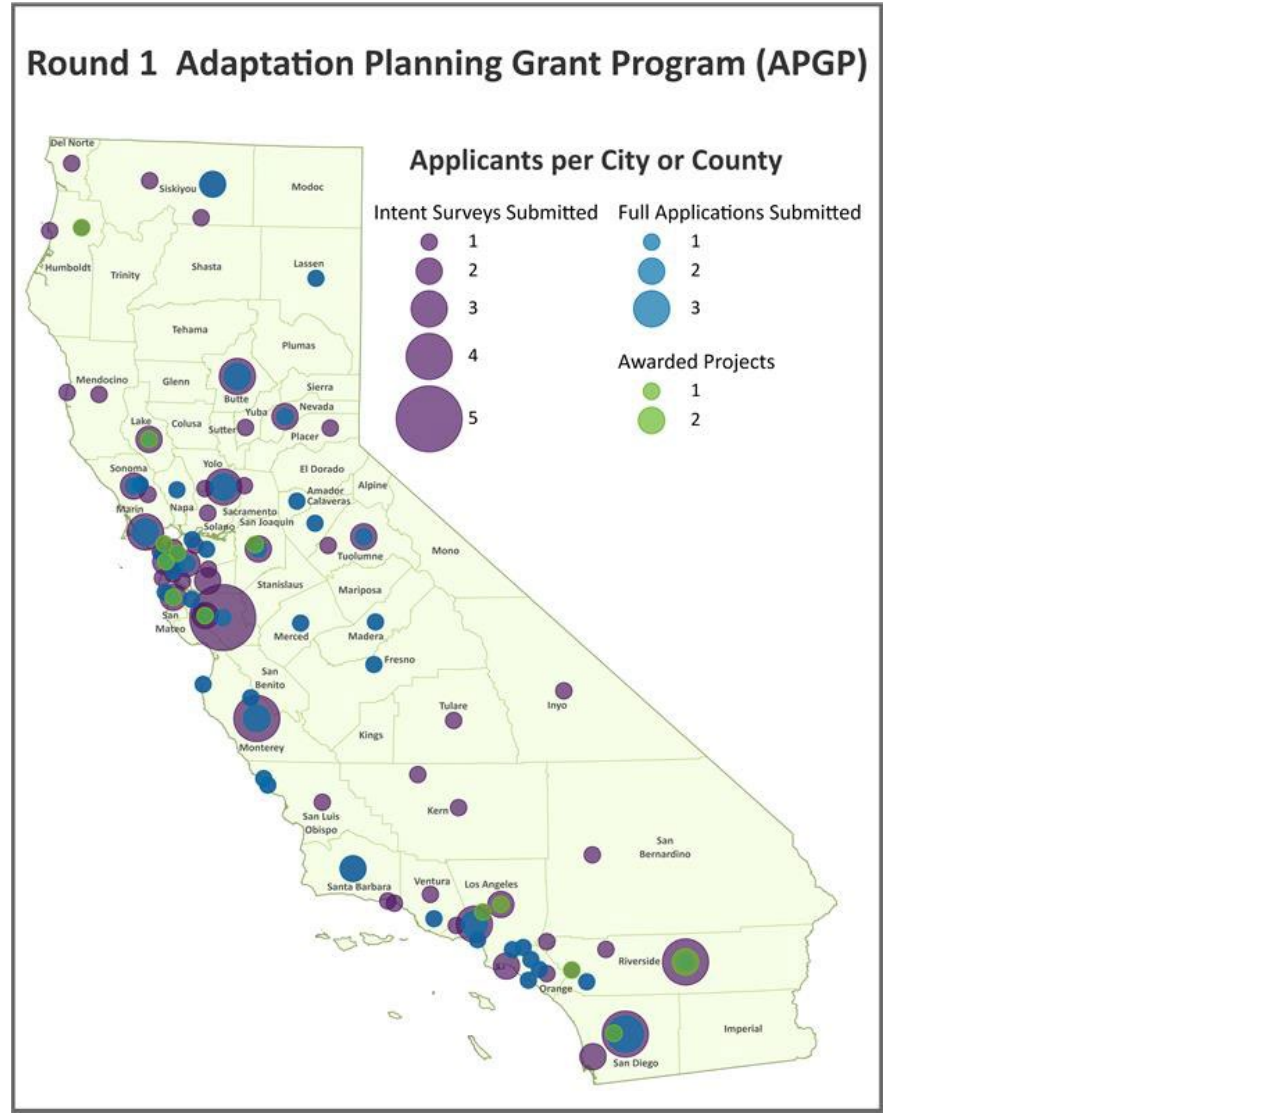 Round 1 Adaptation Planning Grant Program (APGP)
Applicants per City or County
Intent Surveys Submitted
1
2
3
4
5
Full Applications Submitted
1
2
3
Awarded Projects
1
2
Del Norte
Siskiyou
Modoc
Humboldt
Trinity
Shasta
Lassen
Tehama
Plumas
Mendocino
Glenn
Butte
Sierra
Lake
Colusa
Yuba
Nevada
Sutter
Placer
Sonoma
Yolo
El Dorado
Marin
Napa
Sacramento
Amador
Alpine
Calaveras
Solano
San Joaquin
Tuolumne
Mono
Stanislaus
Mariposa
San
Mateo
Merced
Madera
Fresno
San
Benito
Inyo
Tulare
Kings
Monterey
San Luis
Obispo
Kern
San
Bernardino
Santa Barbara
Ventura
Los Angeles
Riverside
Orange
Imperial
San Diego